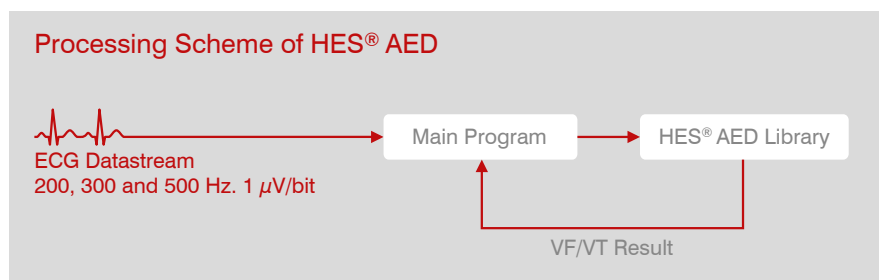 Processing Scheme of HES® AED
Main Program
HES® AED Library
ECG Datastream
200, 300 and 500 Hz. 1 µV/bit
VF/VT Result